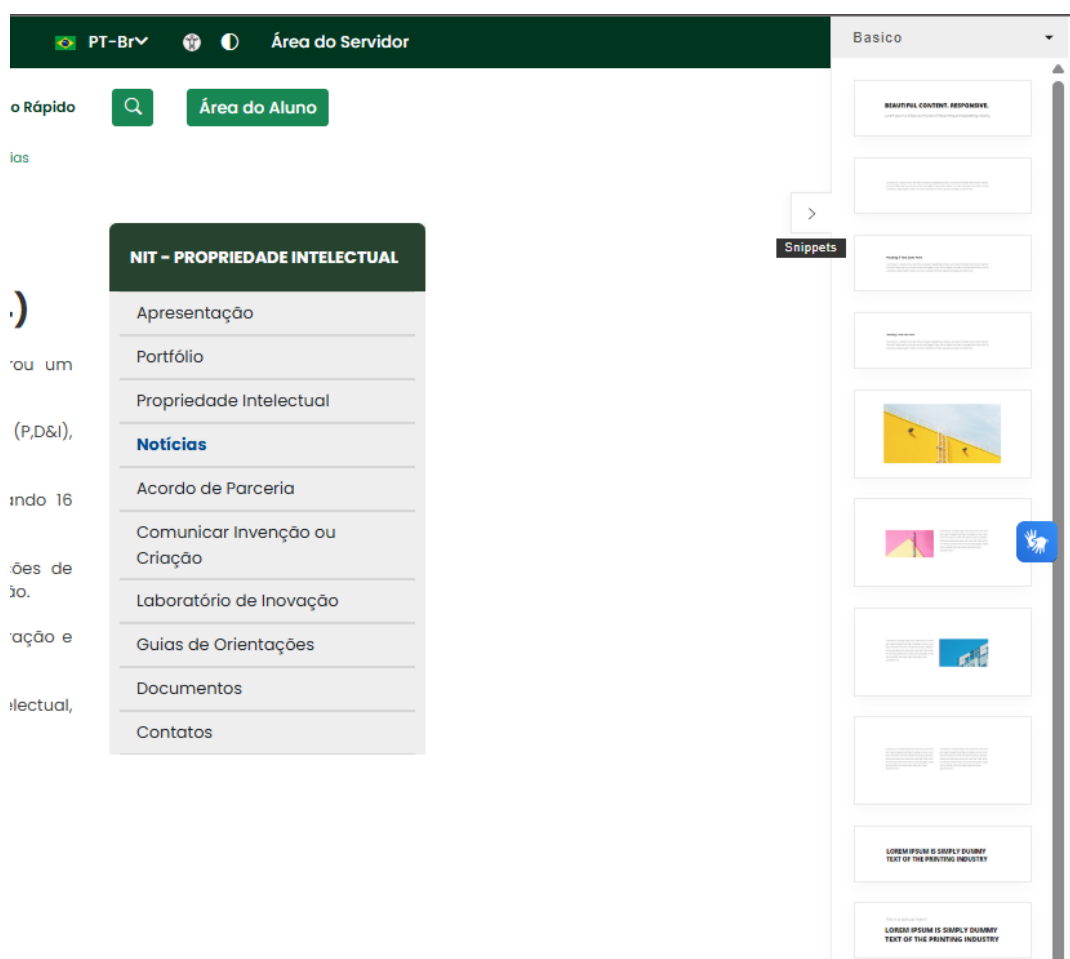 PT-Br
Área do Servidor
o Rápido
Área do Aluno
ias
NIT - PROPRIEDADE INTELECTUAL
Apresentação
Portfólio
Propriedade Intelectual
Notícias
Acordo de Parceria
Comunicar Invenção ou
Criação
Laboratório de Inovação
Guias de Orientações
Documentos
Contatos
)
rou um
(P,D&I),
ando 16
ções de
ão.
ração e
electual,
Basico
Snippets
BEAUTIFUL CONTENT. RESPONSIVE.
LOREM IPSUM IS SIMPLY DUMMY
TEXT OF THE PRINTING INDUSTRY
LOREM IPSUM IS SIMPLY DUMMY
TEXT OF THE PRINTING INDUSTRY